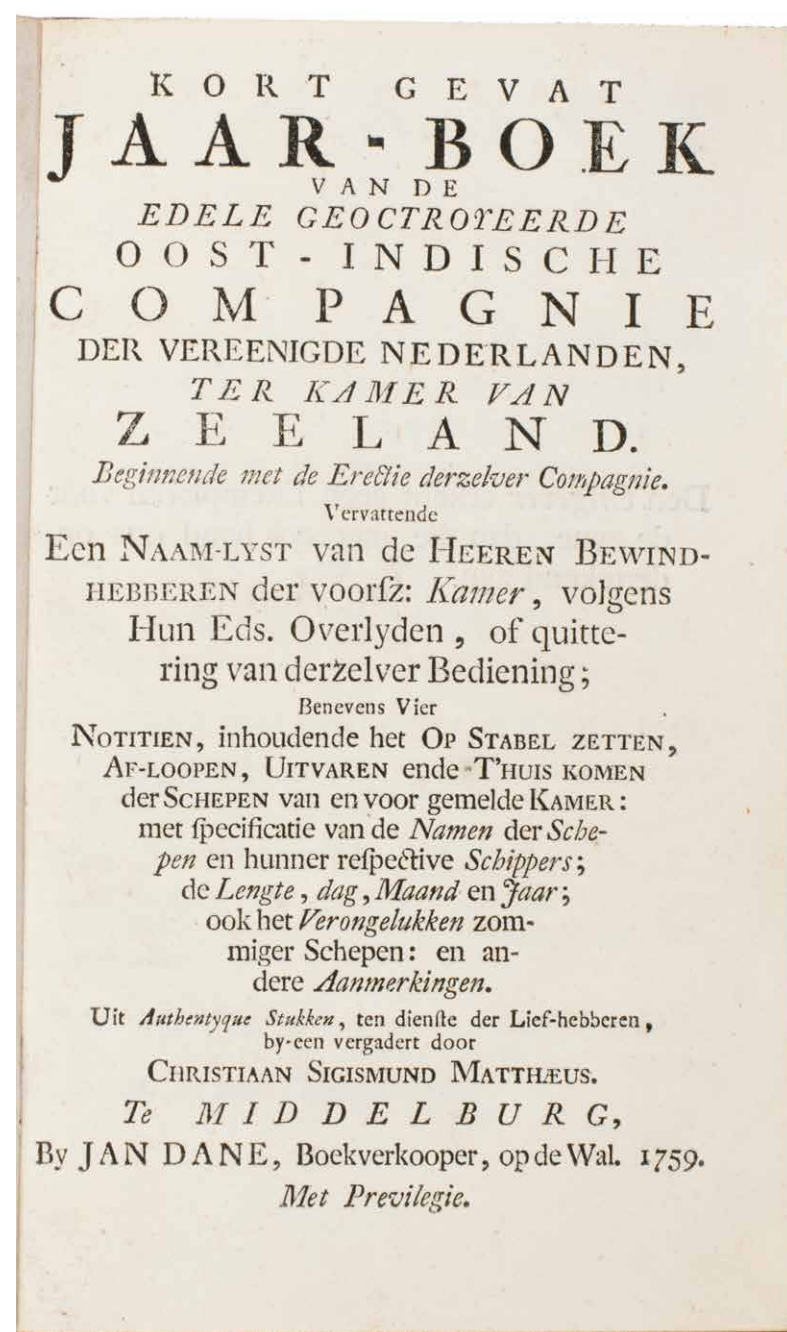 KORT GEVAT
JAAR-BOEK
VAN DE
EDELE GEOCTROYEERDE
OOST-INDISCHE
COMPAGNIE
DER VEREENIGDE NEDERLANDEN,
TER KAMER VAN
ZEELAND.
Beginnende met de Erectie derzelver Compagnie.
Vervattende
Een NAAM-LYST van de HEEREN BEWIND-
HEBBEREN der voorſz: Kamer, volgens
Hun Eds. Overlyden, of quitte-
ring van derzelver Bediening;
Benevens Vier
NOTITIEN, inhoudende het OP STABEL ZETTEN,
AF-LOOPEN, UITVAREN ende T'HUIS KOMEN
der SCHEPEN van en voor gemelde KAMER:
met ſpecificatie van de Namen der Sche-
pen en hunner reſpective Schippers;
de Lengte, dag, Maand en Jaar;
ook het Verongelukken zom-
miger Schepen: en an-
dere Aanmerkingen.
Uit Authentyque Stukken, ten dienſte der Lief-hebberen,
by-een vergadert door
CHRISTIAAN SIGISMUND MATTHÆUS.
Te MIDDELBURG,
By JAN DANE, Boekverkooper, op de Wal. 1759.
Met Previlegie.